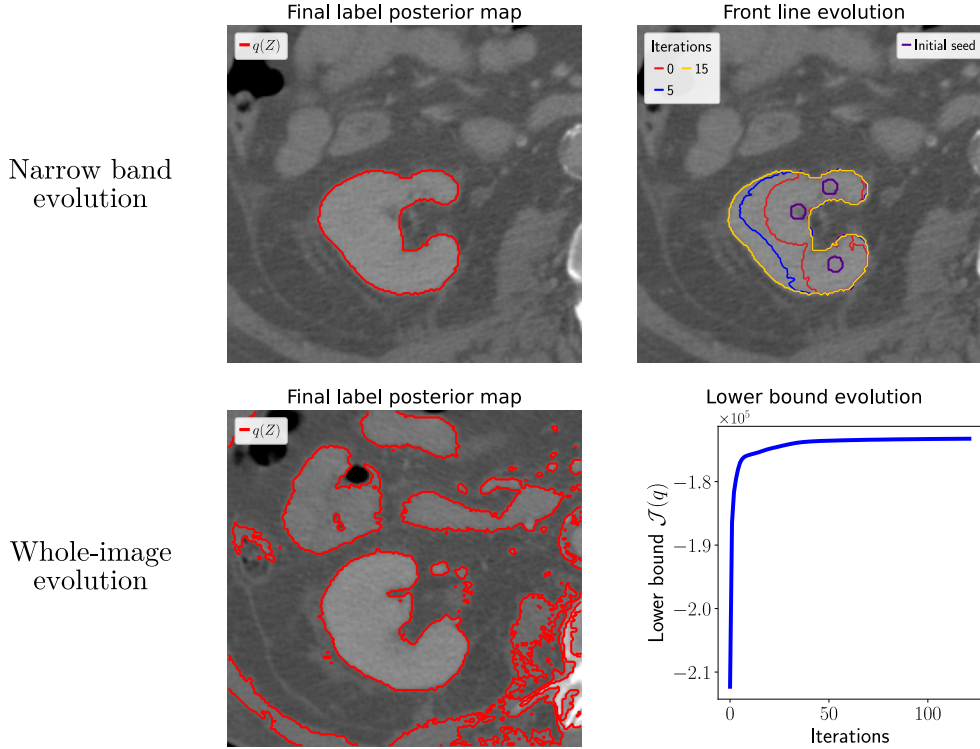 Final label posterior map
Front line evolution
q(Z)
Iterations
0 15
5
Initial seed
Narrow band
evolution
Final label posterior map
Lower bound evolution
q(Z)
×10⁵
−1.8
−1.9
−2.0
−2.1
Lower bound 𝒥(q)
0 50 100
Iterations
Whole-image
evolution